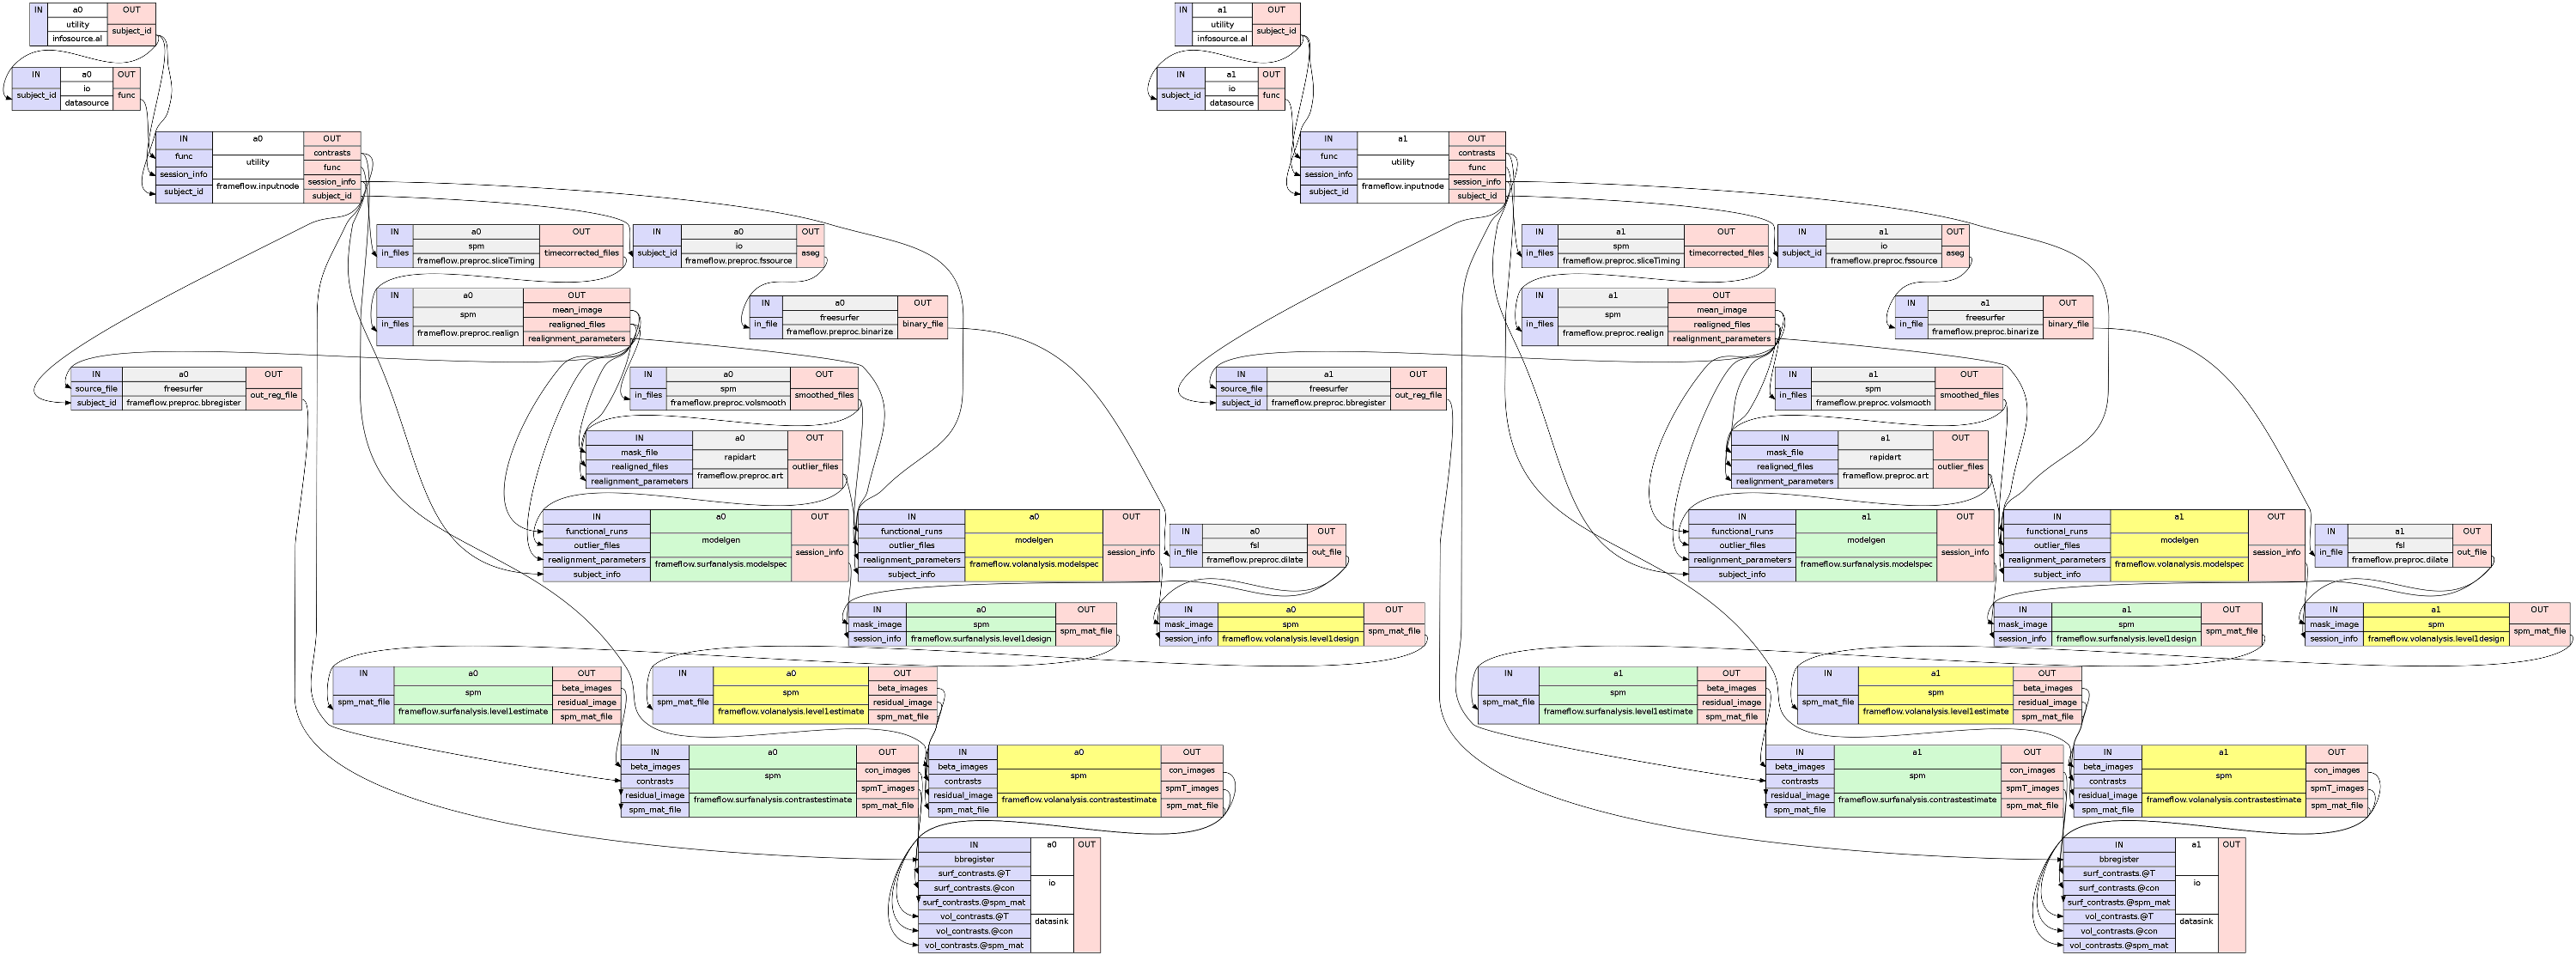 IN a0 OUT
utility
subject_id
infosource.aI
IN a0 OUT
io
subject_id func
datasource
IN a0 OUT
contrasts
func utility
func
session_info
session_info
frameflow.inputnode
subject_id
subject_id
IN a0 OUT
spm
in_files timecorrected_files
frameflow.preproc.sliceTiming
IN a0 OUT
io
subject_id aseg
frameflow.preproc.fssource
IN a0 OUT
mean_image
spm
in_files realigned_files
frameflow.preproc.realign
realignment_parameters
IN a0 OUT
freesurfer
in_file binary_file
frameflow.preproc.binarize
IN a0 OUT
source_file freesurfer
out_reg_file
subject_id frameflow.preproc.bbregister
IN a0 OUT
spm
in_files smoothed_files
frameflow.preproc.volsmooth
IN a0 OUT
mask_file
rapidart
realigned_files outlier_files
frameflow.preproc.art
realignment_parameters
IN a0 OUT
functional_runs
modelgen
outlier_files
session_info
realignment_parameters
frameflow.surfanalysis.modelspec
subject_info
IN a0 OUT
functional_runs
modelgen
outlier_files
session_info
realignment_parameters
frameflow.volanalysis.modelspec
subject_info
IN a0 OUT
fsl
in_file out_file
frameflow.preproc.dilate
IN a0 OUT
mask_image spm
spm_mat_file
session_info frameflow.surfanalysis.level1design
IN a0 OUT
mask_image spm
spm_mat_file
session_info frameflow.volanalysis.level1design
IN a0 OUT
beta_images
spm
spm_mat_file residual_image
frameflow.surfanalysis.level1estimate
spm_mat_file
IN a0 OUT
beta_images
spm
spm_mat_file residual_image
frameflow.volanalysis.level1estimate
spm_mat_file
IN a0 OUT
beta_images con_images
spm
contrasts
spmT_images
residual_image
frameflow.surfanalysis.contrastestimate
spm_mat_file spm_mat_file
IN a0 OUT
beta_images con_images
spm
contrasts
spmT_images
residual_image
frameflow.volanalysis.contrastestimate
spm_mat_file spm_mat_file
IN a0 OUT
bbregister
surf_contrasts.@T
io
surf_contrasts.@con
surf_contrasts.@spm_mat
vol_contrasts.@T
datasink
vol_contrasts.@con
vol_contrasts.@spm_mat
IN a1 OUT
utility
subject_id
infosource.aI
IN a1 OUT
io
subject_id func
datasource
IN a1 OUT
contrasts
func utility
func
session_info
session_info
frameflow.inputnode
subject_id
subject_id
IN a1 OUT
spm
in_files timecorrected_files
frameflow.preproc.sliceTiming
IN a1 OUT
io
subject_id aseg
frameflow.preproc.fssource
IN a1 OUT
mean_image
spm
in_files realigned_files
frameflow.preproc.realign
realignment_parameters
IN a1 OUT
freesurfer
in_file binary_file
frameflow.preproc.binarize
IN a1 OUT
source_file freesurfer
out_reg_file
subject_id frameflow.preproc.bbregister
IN a1 OUT
spm
in_files smoothed_files
frameflow.preproc.volsmooth
IN a1 OUT
mask_file
rapidart
realigned_files outlier_files
frameflow.preproc.art
realignment_parameters
IN a1 OUT
functional_runs
modelgen
outlier_files
session_info
realignment_parameters
frameflow.surfanalysis.modelspec
subject_info
IN a1 OUT
functional_runs
modelgen
outlier_files
session_info
realignment_parameters
frameflow.volanalysis.modelspec
subject_info
IN a1 OUT
fsl
in_file out_file
frameflow.preproc.dilate
IN a1 OUT
mask_image spm
spm_mat_file
session_info frameflow.surfanalysis.level1design
IN a1 OUT
mask_image spm
spm_mat_file
session_info frameflow.volanalysis.level1design
IN a1 OUT
beta_images
spm
spm_mat_file residual_image
frameflow.surfanalysis.level1estimate
spm_mat_file
IN a1 OUT
beta_images
spm
spm_mat_file residual_image
frameflow.volanalysis.level1estimate
spm_mat_file
IN a1 OUT
beta_images con_images
spm
contrasts
spmT_images
residual_image
frameflow.surfanalysis.contrastestimate
spm_mat_file spm_mat_file
IN a1 OUT
beta_images con_images
spm
contrasts
spmT_images
residual_image
frameflow.volanalysis.contrastestimate
spm_mat_file spm_mat_file
IN a1 OUT
bbregister
surf_contrasts.@T
io
surf_contrasts.@con
surf_contrasts.@spm_mat
vol_contrasts.@T
datasink
vol_contrasts.@con
vol_contrasts.@spm_mat